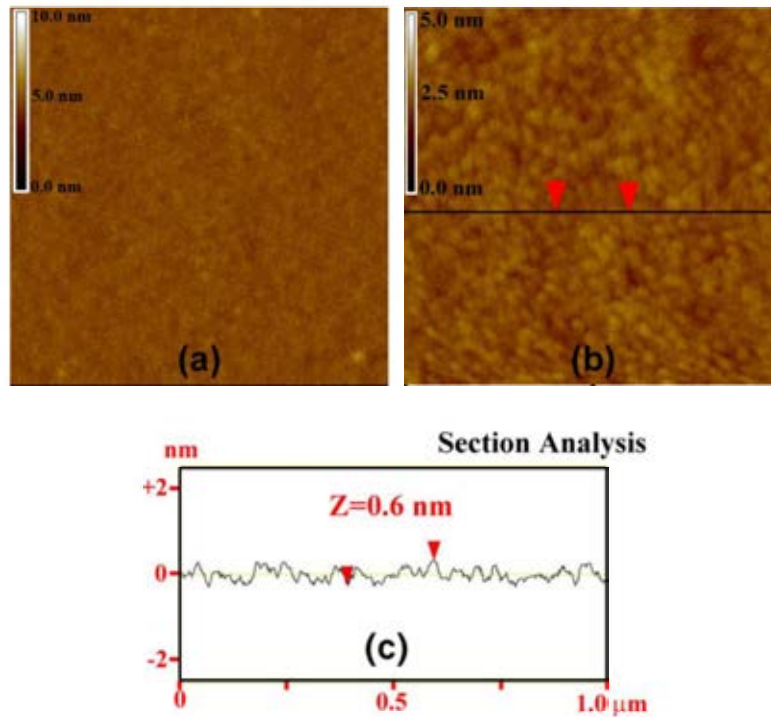 10.0 nm
5.0 nm
0.0 nm
(a)
5.0 nm
2.5 nm
0.0 nm
(b)
Section Analysis
nm
+2
Z=0.6 nm
0
-2
(c)
0
0.5
1.0 μm